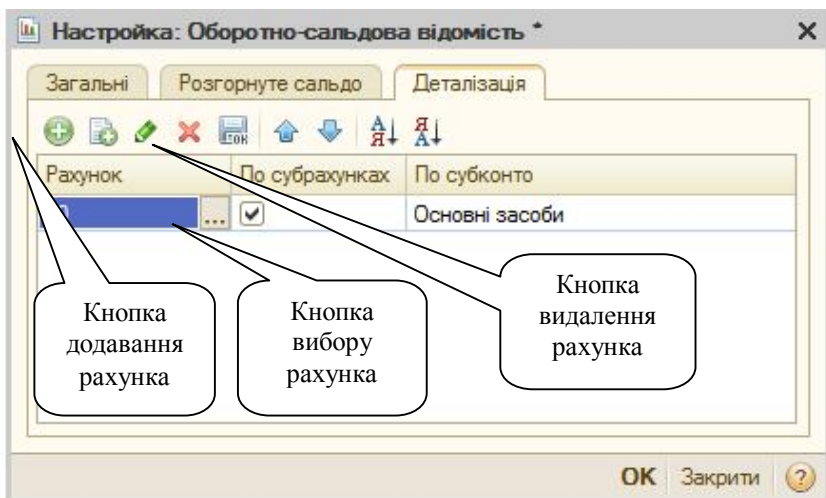 Настройка: Оборотно-сальдова відомість *
Загальні Розгорнуте сальдо Деталізація
Рахунок По субрахунках По субконто
... Основні засоби
Кнопка додавання рахунка
Кнопка вибору рахунка
Кнопка видалення рахунка
OK Закрити ?